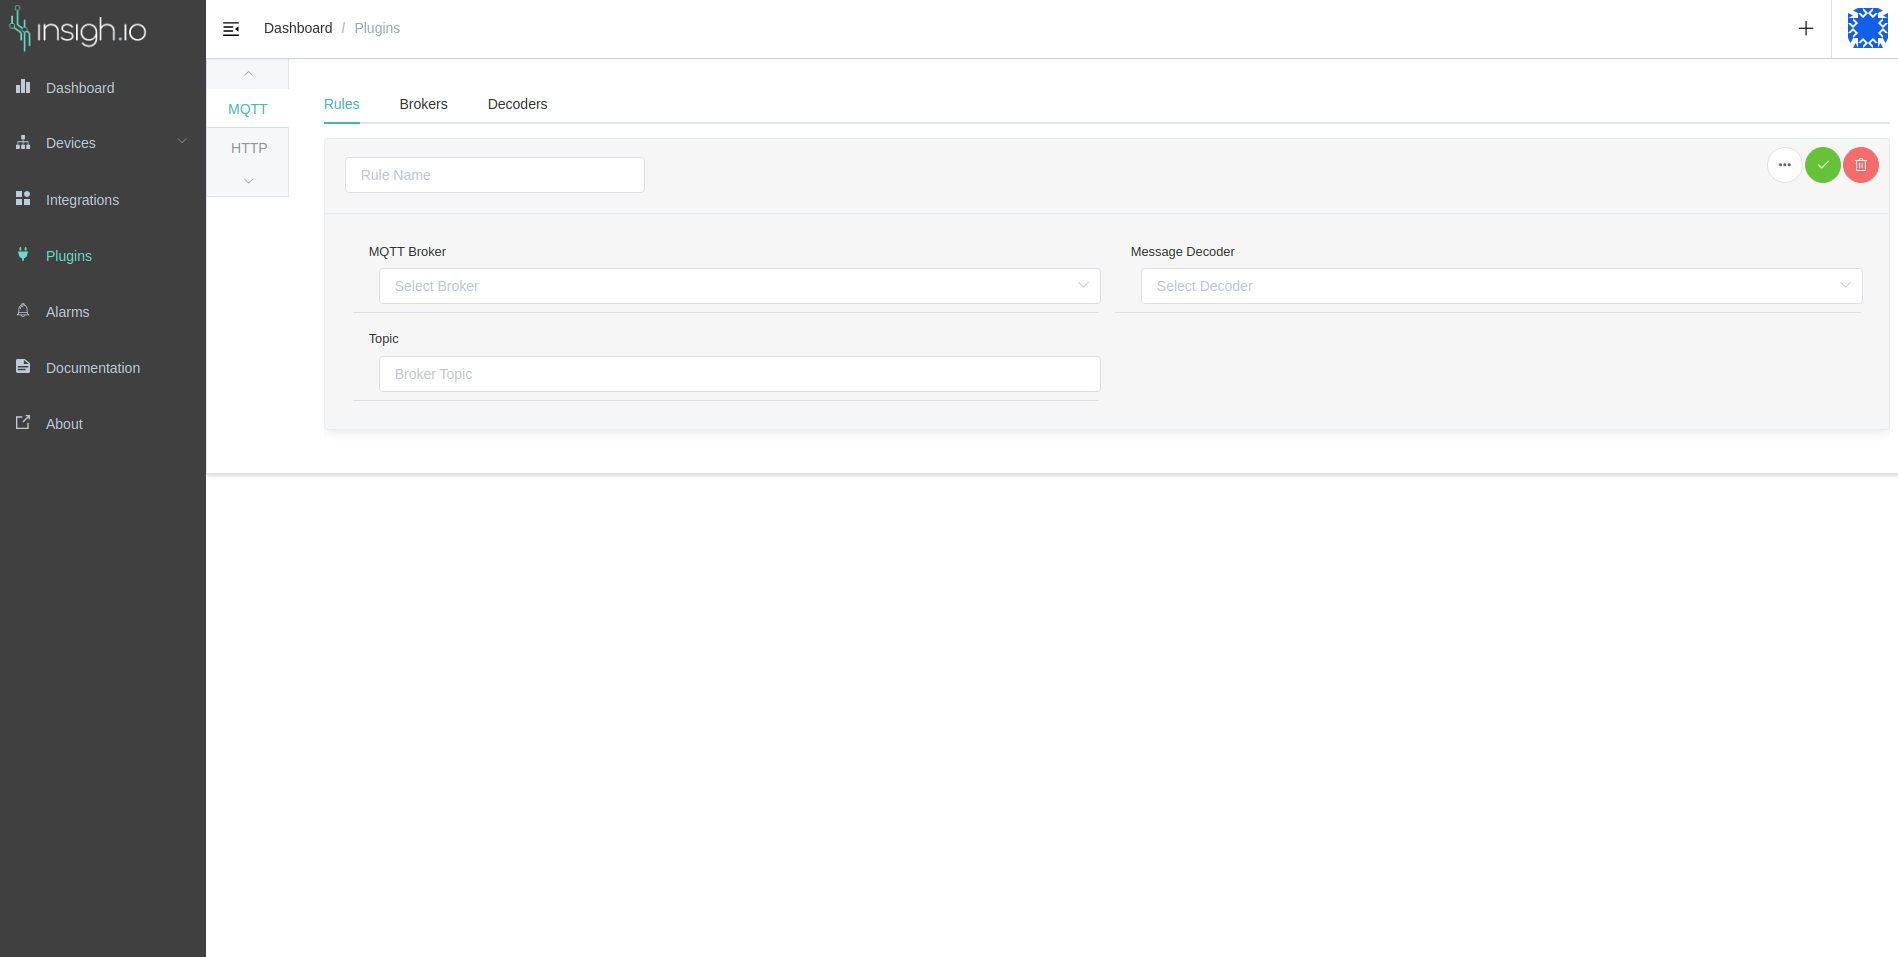 insigh.io
Dashboard / Plugins
Dashboard
Devices
Integrations
Plugins
Alarms
Documentation
About
MQTT
HTTP
Rules
Brokers
Decoders
Rule Name
MQTT Broker
Message Decoder
Select Broker
Select Decoder
Topic
Broker Topic